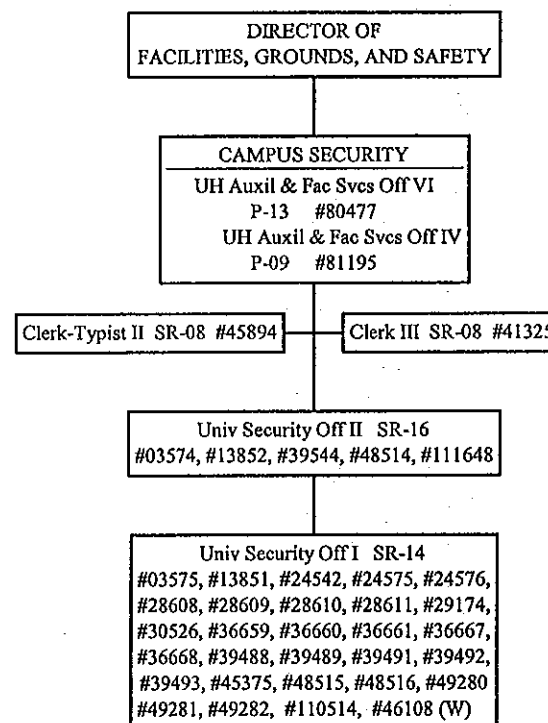 DIRECTOR OF
FACILITIES, GROUNDS, AND SAFETY
CAMPUS SECURITY
UH Auxil & Fac Svcs Off VI
P-13 #80477
UH Auxil & Fac Svcs Off IV
P-09 #81195
Clerk-Typist II SR-08 #45894
Clerk III SR-08 #41325
Univ Security Off II SR-16
#03574, #13852, #39544, #48514, #111648
Univ Security Off I SR-14
#03575, #13851, #24542, #24575, #24576,
#28608, #28609, #28610, #28611, #29174,
#30526, #36659, #36660, #36661, #36667,
#36668, #39488, #39489, #39491, #39492,
#39493, #45375, #48515, #48516, #49280
#49281, #49282, #110514, #46108 (W)